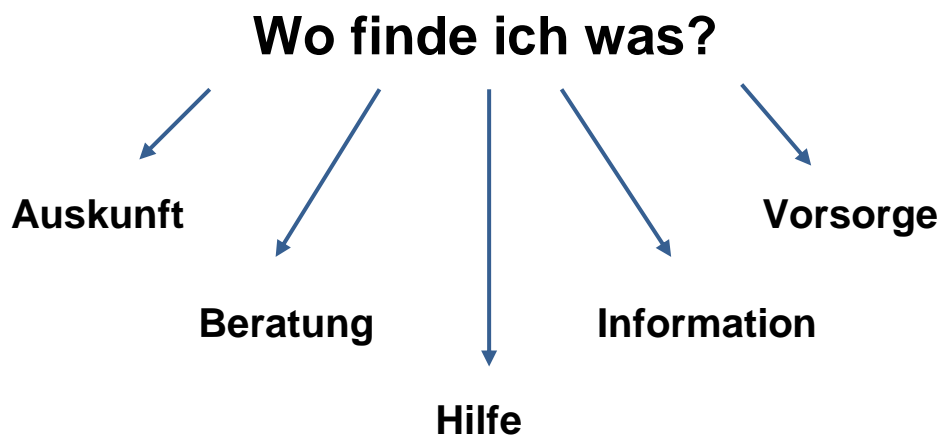 Wo finde ich was?
Auskunft
Vorsorge
Beratung
Information
Hilfe